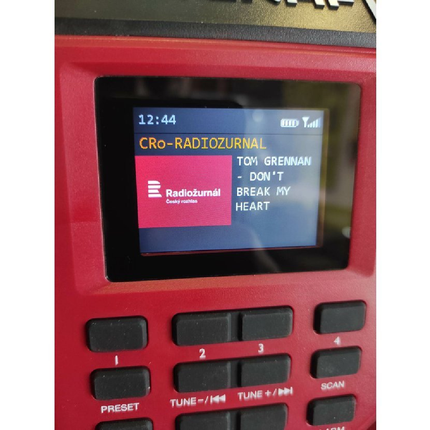 12:44
CRo-RADIOZURNAL
TOM GRENNAN
- DON'T
BREAK MY
HEART
Radiožurnál
Český rozhlas
1
2
3
4
PRESET
TUNE-/
TUNE+/
SCAN